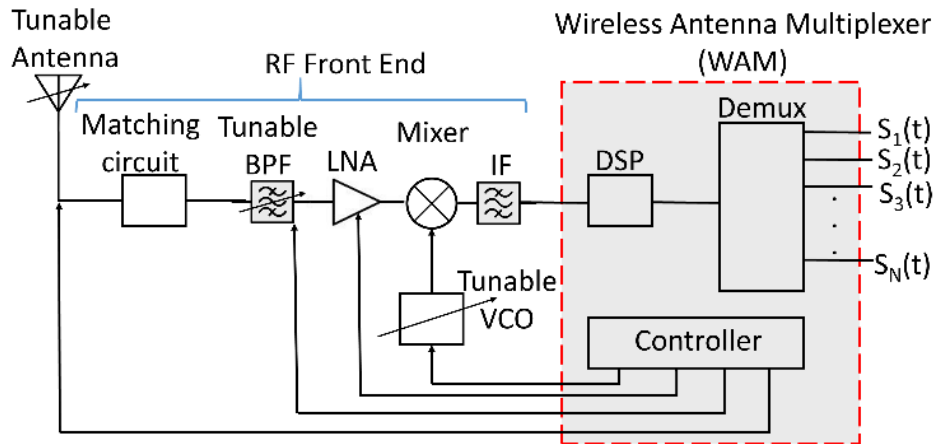 Tunable
Antenna
RF Front End
Wireless Antenna Multiplexer
(WAM)
Matching
circuit
Tunable
BPF
LNA
Mixer
IF
DSP
Demux
S1(t)
S2(t)
S3(t)
SN(t)
Tunable
VCO
Controller